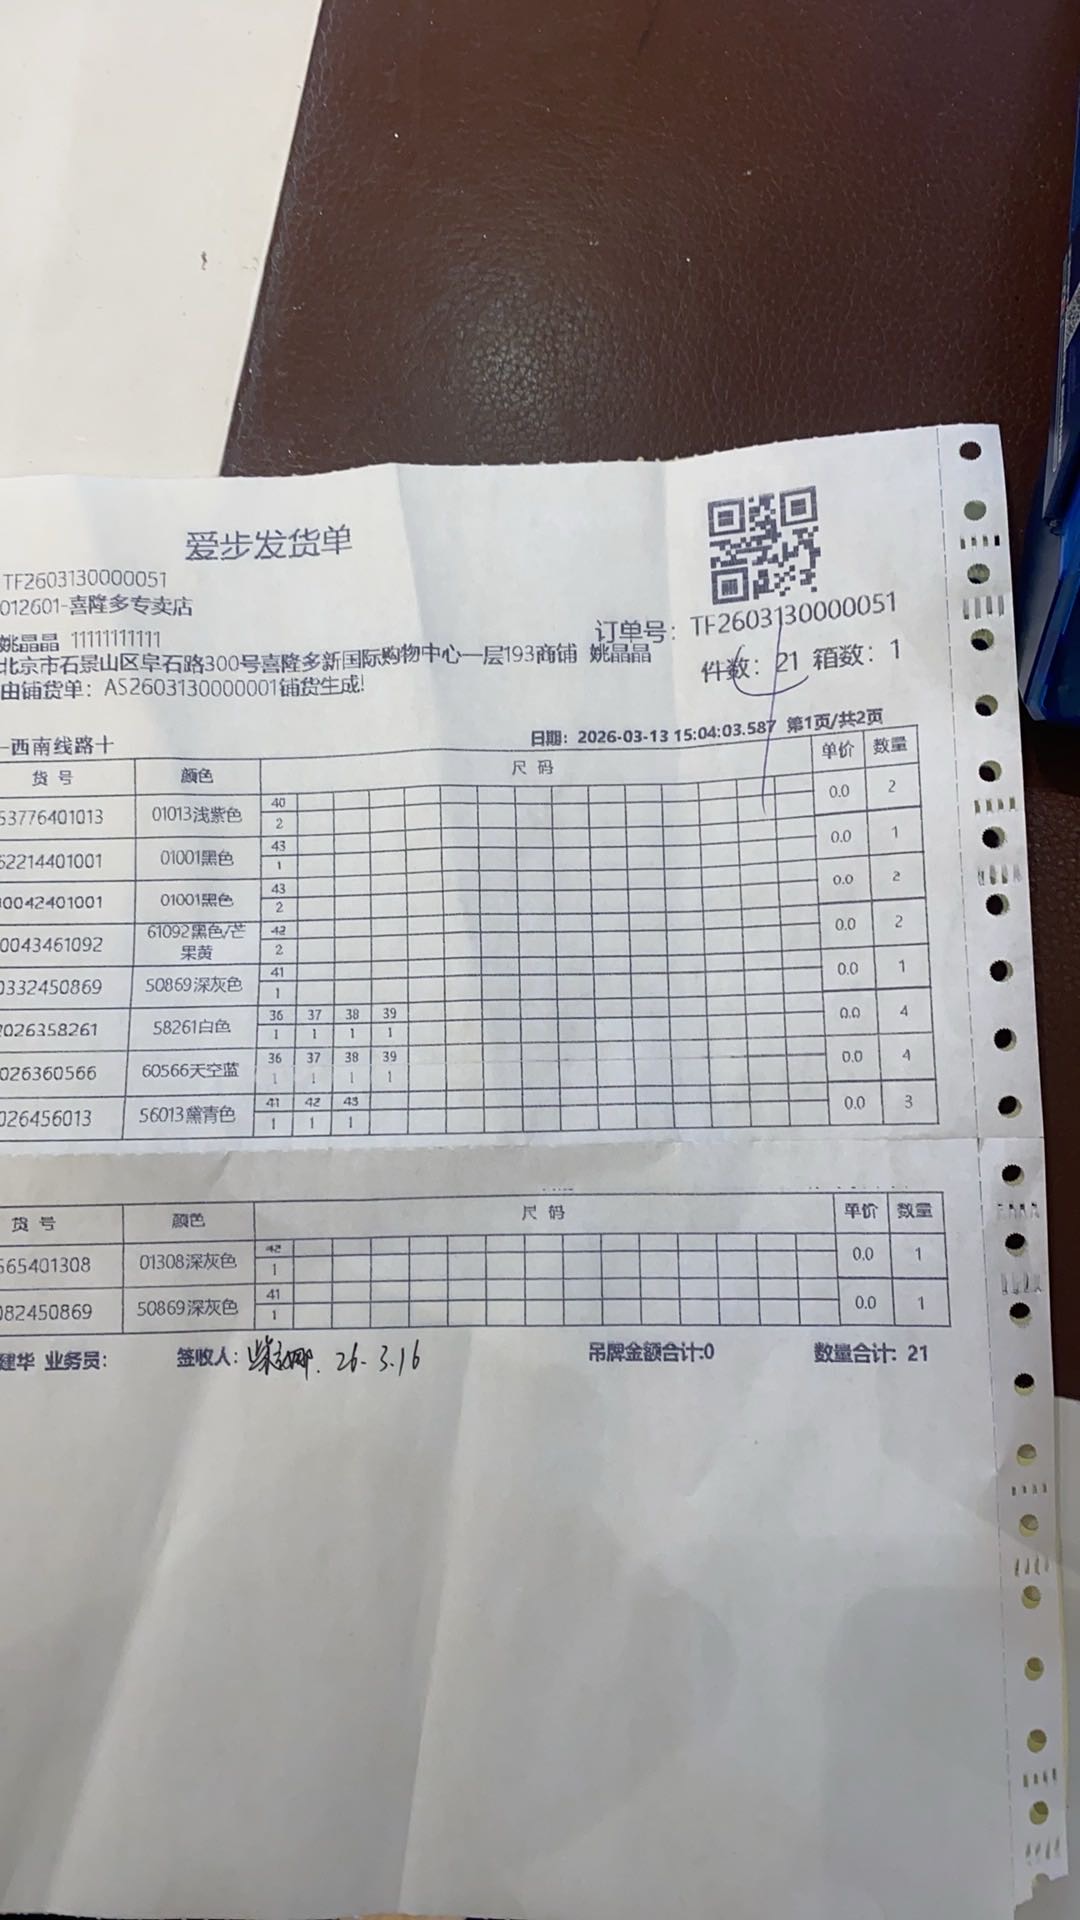 爱步发货单
TF2603130000051
012601-喜隆多专卖店
订单号：TF2603130000051
姚晶晶 11111111111
北京市石景山区阜石路300号喜隆多新国际购物中心一层193商铺 姚晶晶
件数：21 箱数：1
由铺货单：AS2603130000001铺货生成!
日期：2026-03-13 15:04:03.587 第1页/共2页
-西南线路十
货号 颜色 尺码 单价 数量
53776401013 01013浅紫色 40 2 0.0 2
62214401001 01001黑色 43 1 0.0 1
0042401001 01001黑色 43 2 0.0 2
0043461092 61092黑色/芒果黄 42 2 0.0 2
0332450869 50869深灰色 41 1 0.0 1
2026358261 58261白色 36 37 38 39 1 1 1 1 0.0 4
026360566 60566天空蓝 36 37 38 39 1 1 1 1 0.0 4
026456013 56013黛青色 41 42 43 1 1 1 0.0 3
货号 颜色 尺码 单价 数量
565401308 01308深灰色 42 1 0.0 1
082450869 50869深灰色 41 1 0.0 1
建华 业务员： 签收人： 26.3.16 吊牌金额合计:0 数量合计：21